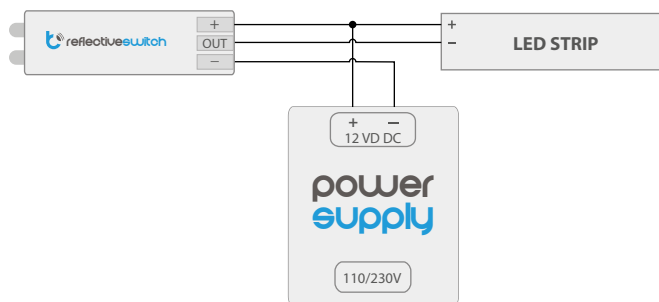 reflectiveswitch
+
OUT
−
+
−
LED STRIP
+ −
12 VD DC
power
supply
110/230V